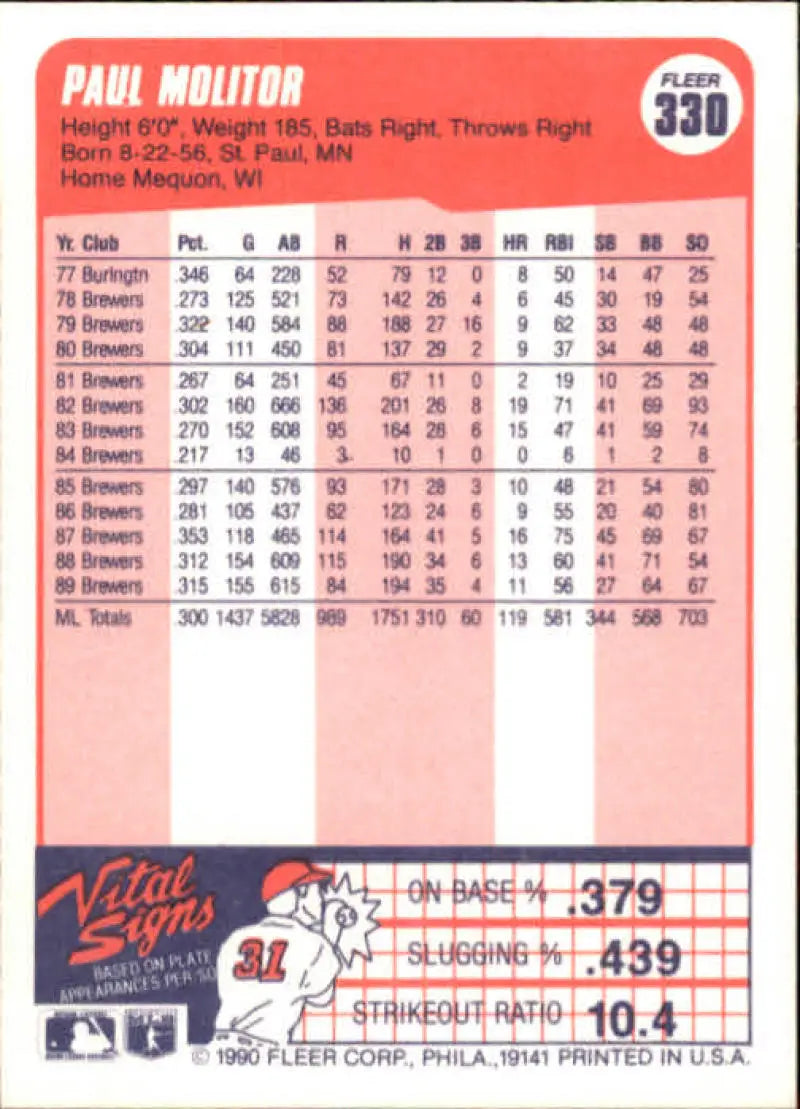 PAUL MOLITOR
FLEER
330
Height 6'0", Weight 185, Bats Right, Throws Right
Born 8-22-56, St. Paul, MN
Home Mequon, WI
Yr. Club Pct. G AB R H 2B 3B HR RBI SB BB SO
77 Burlngtn .346 64 228 52 79 12 0 8 50 14 47 25
78 Brewers .273 125 521 73 142 26 4 6 45 30 19 54
79 Brewers .322 140 584 88 188 27 16 9 62 33 48 48
80 Brewers .304 111 450 81 137 29 2 9 37 34 48 48
81 Brewers .267 64 251 45 67 11 0 2 19 10 25 29
82 Brewers .302 160 666 136 201 26 8 19 71 41 69 93
83 Brewers .270 152 608 95 164 28 6 15 47 41 59 74
84 Brewers .217 13 46 3 10 1 0 0 6 1 2 8
85 Brewers .297 140 576 93 171 28 3 10 48 21 54 80
86 Brewers .281 105 437 62 123 24 6 9 55 20 40 81
87 Brewers .353 118 465 114 164 41 5 16 75 45 69 67
88 Brewers .312 154 609 115 190 34 6 13 60 41 71 54
89 Brewers .315 155 615 84 194 35 4 11 56 27 64 67
ML Totals .300 1437 5828 989 1751 310 60 119 581 344 568 703
Vital
Signs
BASED ON PLATE
APPEARANCES PER '90
31
ON BASE % .379
SLUGGING % .439
STRIKEOUT RATIO 10.4
© 1990 FLEER CORP., PHILA.,19141 PRINTED IN U.S.A.